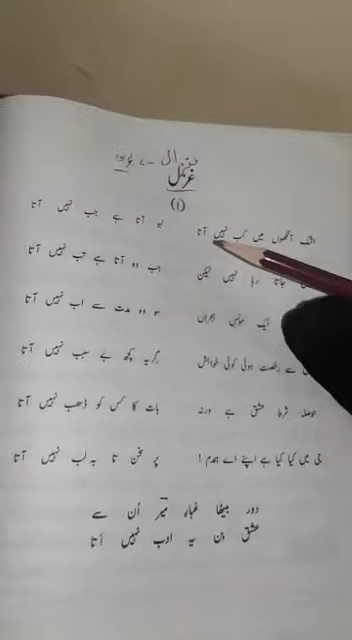 غزل
(۱)
اشک آنکھوں میں کب نہیں آتا
لہو آتا ہے جب نہیں آتا
جاتا رہا نہیں لیکن
جب وہ آتا ہے تب نہیں آتا
ایک مونسِ ہجراں
سو وہ مدت سے اب نہیں آتا
سے رخصت ہوئی کوئی خواہش
گریہ کچھ بے سبب نہیں آتا
حوصلہ شرطِ عشق ہے ورنہ
بات کا کس کو ڈھب نہیں آتا
جی میں کیا کیا ہے اپنے اے ہمدم !
پر سخن تا بہ لب نہیں آتا
دور بیٹھا غبارِ میر اُن سے
عشق بن یہ ادب نہیں آتا